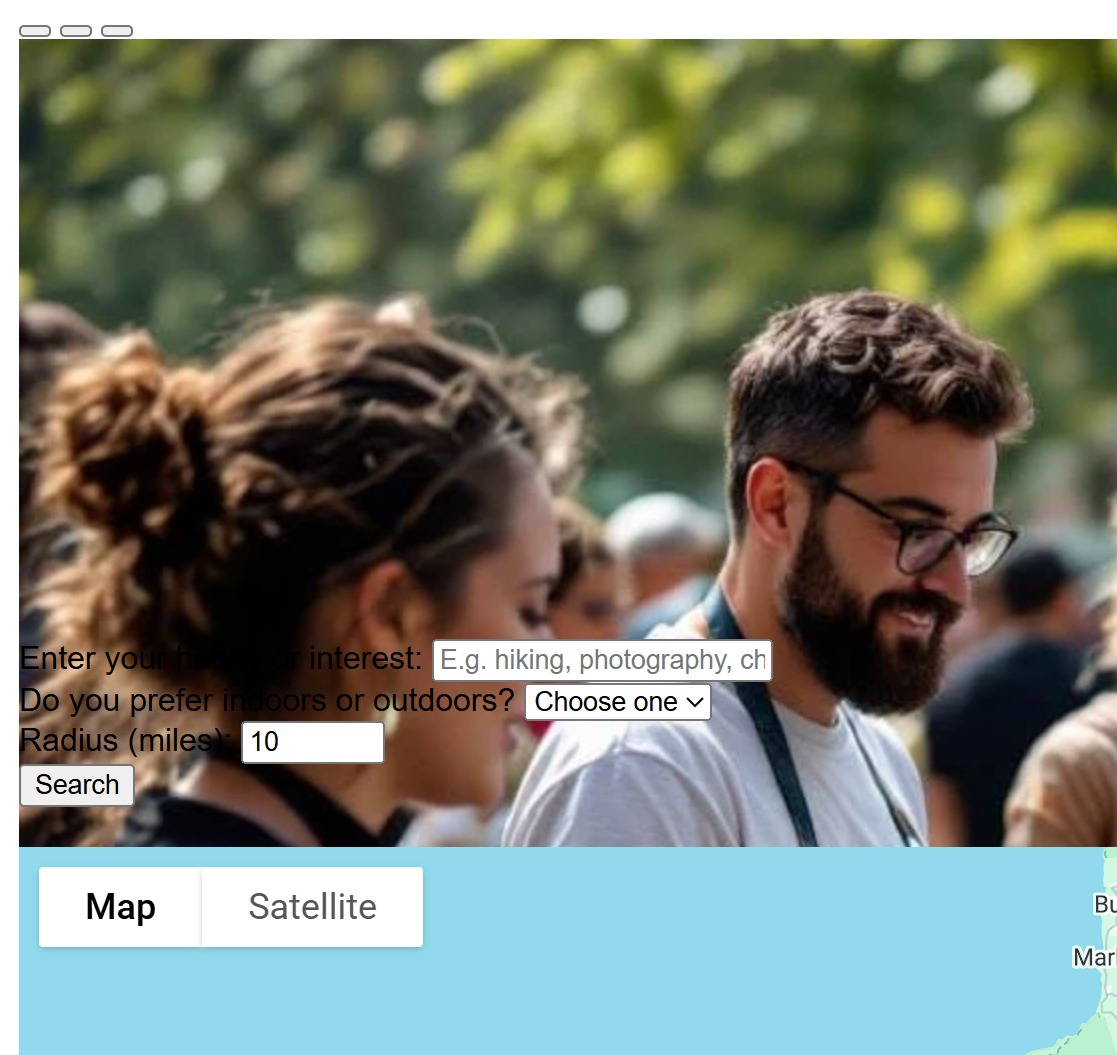 Enter your hobby or interest: E.g. hiking, photography, ch
Do you prefer indoors or outdoors? Choose one
Radius (miles): 10
Search
Map Satellite
Bu
Mar